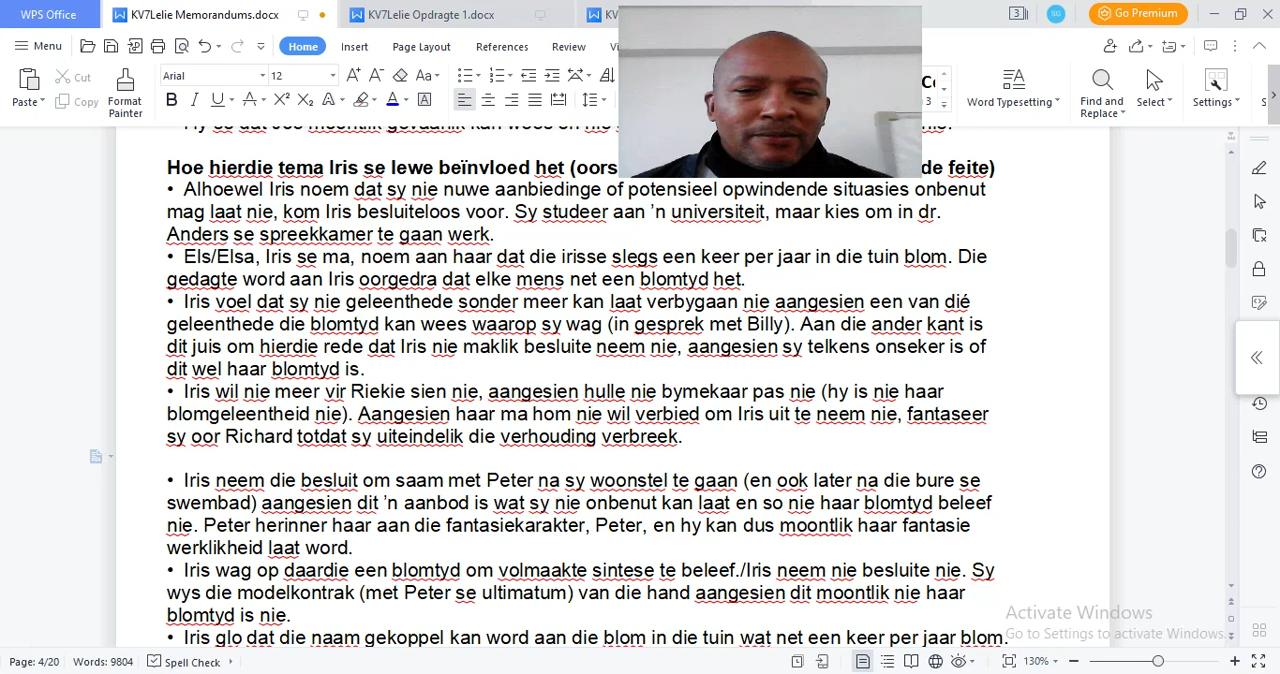 WPS Office
KV7Lelie Memorandums.docx
KV7Lelie Opdragte 1.docx
KV
3
SG
Go Premium
Menu
Home
Insert
Page Layout
References
Review
Vi
Paste
Cut
Copy
Format
Painter
Arial
12
Word Typesetting
Find and
Replace
Select
Settings
S
Hoe hierdie tema Iris se lewe beïnvloed het (oors
de feite)
• Alhoewel Iris noem dat sy nie nuwe aanbiedinge of potensieel opwindende situasies onbenut
mag laat nie, kom Iris besluiteloos voor. Sy studeer aan ’n universiteit, maar kies om in dr.
Anders se spreekkamer te gaan werk.
• Els/Elsa, Iris se ma, noem aan haar dat die irisse slegs een keer per jaar in die tuin blom. Die
gedagte word aan Iris oorgedra dat elke mens net een blomtyd het.
• Iris voel dat sy nie geleenthede sonder meer kan laat verbygaan nie aangesien een van dié
geleenthede die blomtyd kan wees waarop sy wag (in gesprek met Billy). Aan die ander kant is
dit juis om hierdie rede dat Iris nie maklik besluite neem nie, aangesien sy telkens onseker is of
dit wel haar blomtyd is.
• Iris wil nie meer vir Riekie sien nie, aangesien hulle nie bymekaar pas nie (hy is nie haar
blomgeleentheid nie). Aangesien haar ma hom nie wil verbied om Iris uit te neem nie, fantaseer
sy oor Richard totdat sy uiteindelik die verhouding verbreek.
• Iris neem die besluit om saam met Peter na sy woonstel te gaan (en ook later na die bure se
swembad) aangesien dit ’n aanbod is wat sy nie onbenut kan laat en so nie haar blomtyd beleef
nie. Peter herinner haar aan die fantasiekarakter, Peter, en hy kan dus moontlik haar fantasie
werklikheid laat word.
• Iris wag op daardie een blomtyd om volmaakte sintese te beleef./Iris neem nie besluite nie. Sy
wys die modelkontrak (met Peter se ultimatum) van die hand aangesien dit moontlik nie haar
blomtyd is nie.
• Iris glo dat die naam gekoppel kan word aan die blom in die tuin wat net een keer per jaar blom.
Activate Windows
Go to Settings to activate Windows.
Page: 4/20
Words: 9804
Spell Check
130%